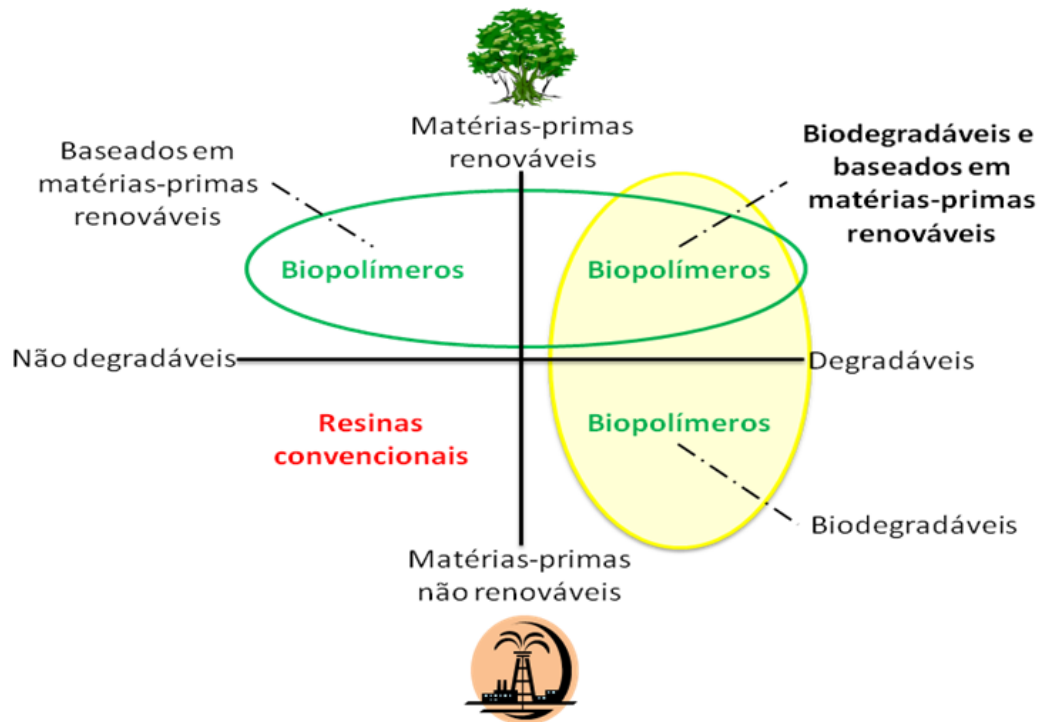 Matérias-primas
renováveis
Baseados em
matérias-primas
renováveis
Biodegradáveis e
baseados em
matérias-primas
renováveis
Biopolímeros
Biopolímeros
Não degradáveis
Degradáveis
Resinas
convencionais
Biopolímeros
Biodegradáveis
Matérias-primas
não renováveis